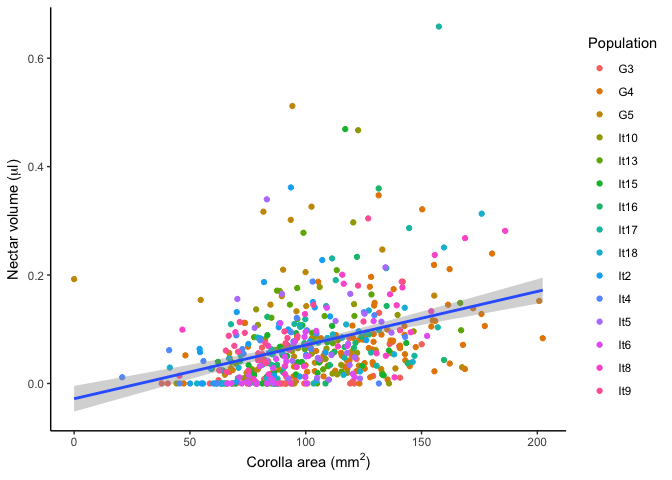 0.6
0.4
0.2
0.0
Nectar volume (μl)
0
50
100
150
200
Corolla area (mm²)
Population
G3
G4
G5
It10
It13
It15
It16
It17
It18
It2
It4
It5
It6
It8
It9